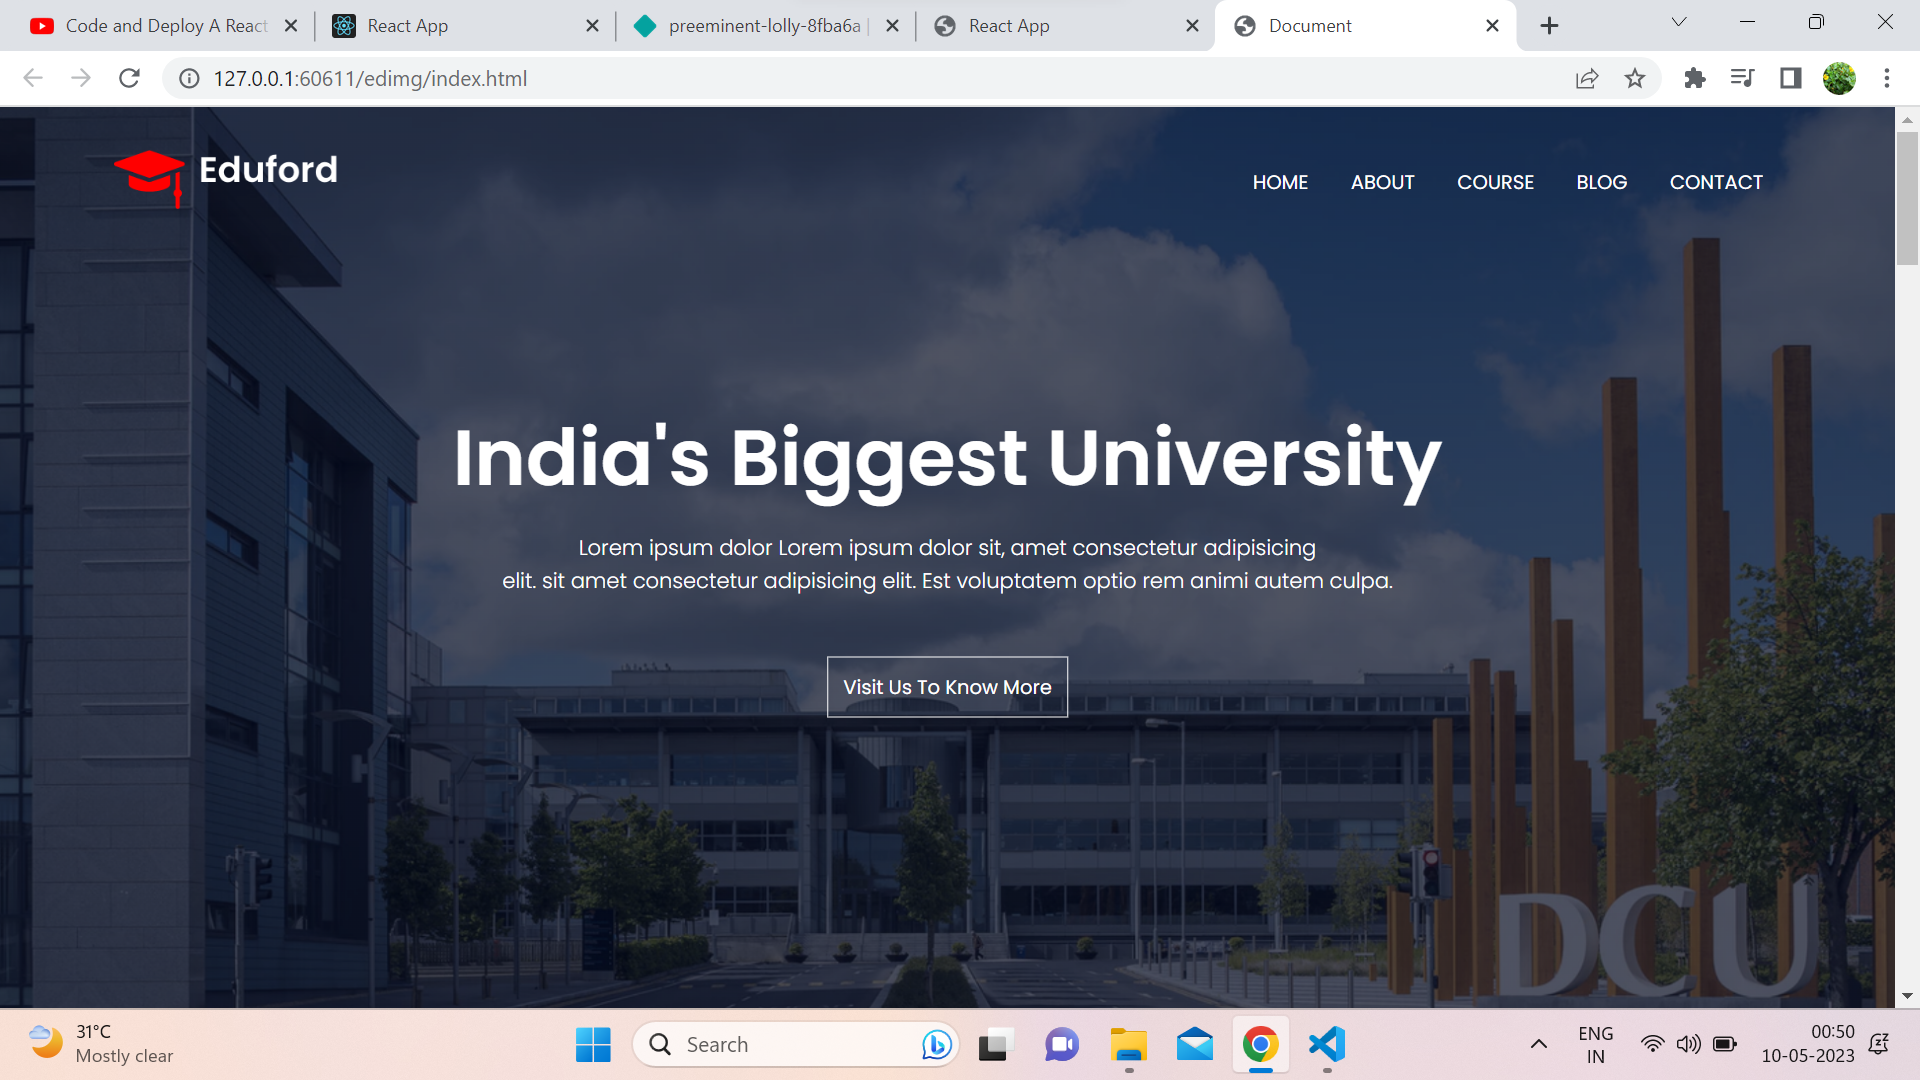 Code and Deploy A React
React App
preeminent-lolly-8fba6a
React App
Document
127.0.0.1:60611/edimg/index.html
Eduford
HOME ABOUT COURSE BLOG CONTACT
India's Biggest University
Lorem ipsum dolor Lorem ipsum dolor sit, amet consectetur adipisicing
elit. sit amet consectetur adipisicing elit. Est voluptatem optio rem animi autem culpa.
Visit Us To Know More
DCU
31°C
Mostly clear
Search
ENG
IN
00:50
10-05-2023